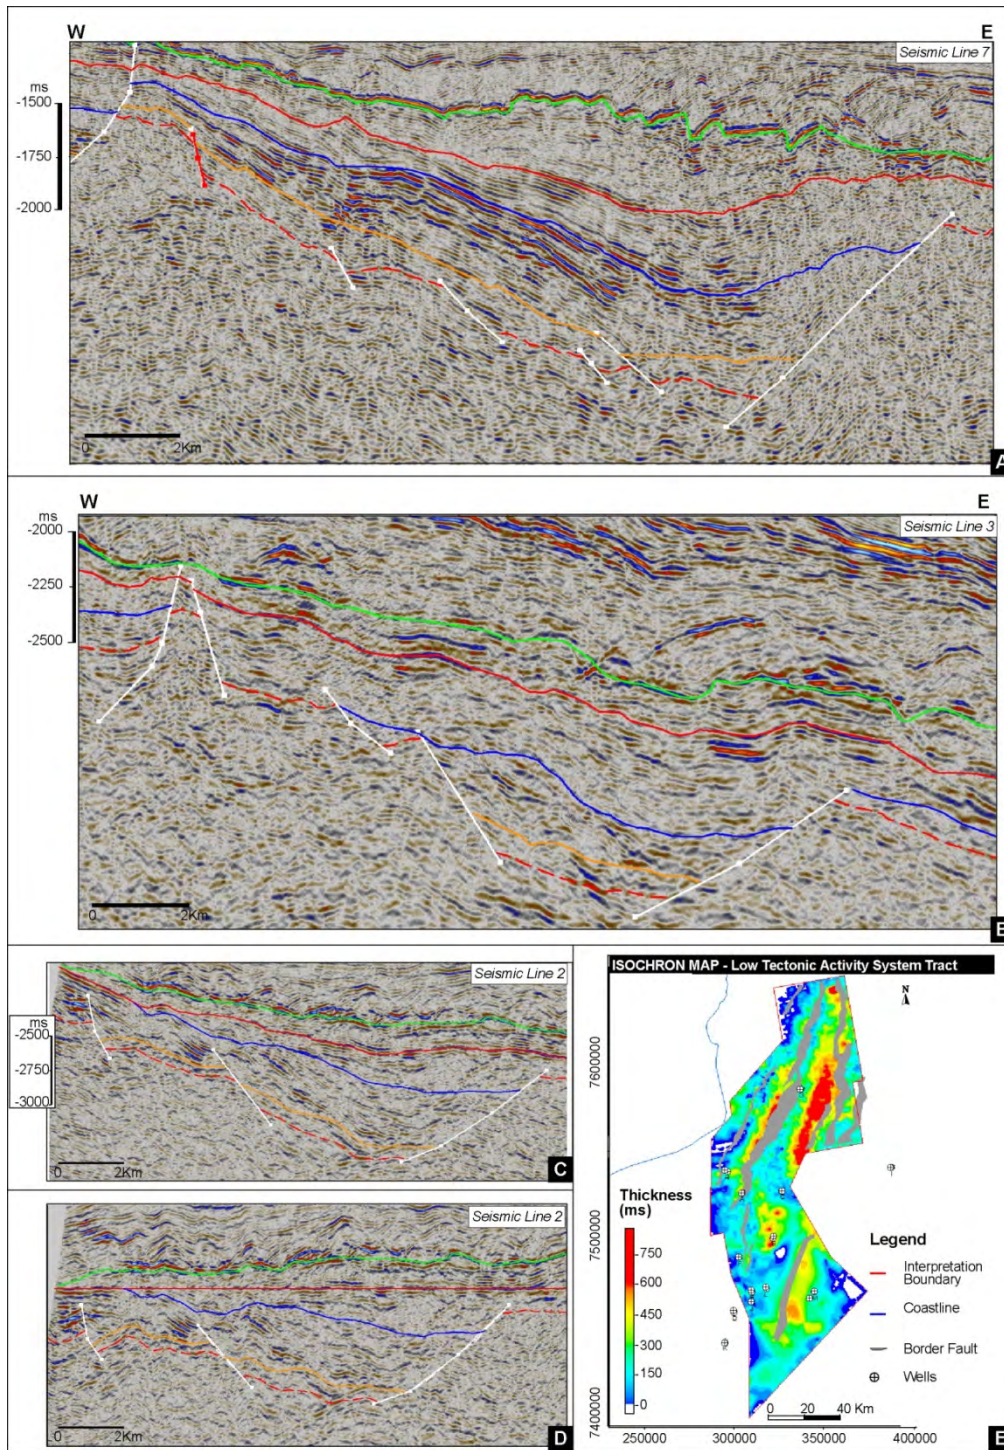 W E
Seismic Line 7
ms
-1500
-1750
-2000
0 2Km
A
W E
Seismic Line 3
ms
-2000
-2250
-2500
0 2Km
B
Seismic Line 2
ms
-2500
-2750
-3000
0 2Km
C
Seismic Line 2
0 2Km
D
ISOCHRON MAP - Low Tectonic Activity System Tract
N
7600000
7500000
7400000
Thickness
(ms)
750
600
450
300
150
0
Legend
Interpretation
Boundary
Coastline
Border Fault
Wells
0 20 40 Km
250000 300000 350000 400000
E